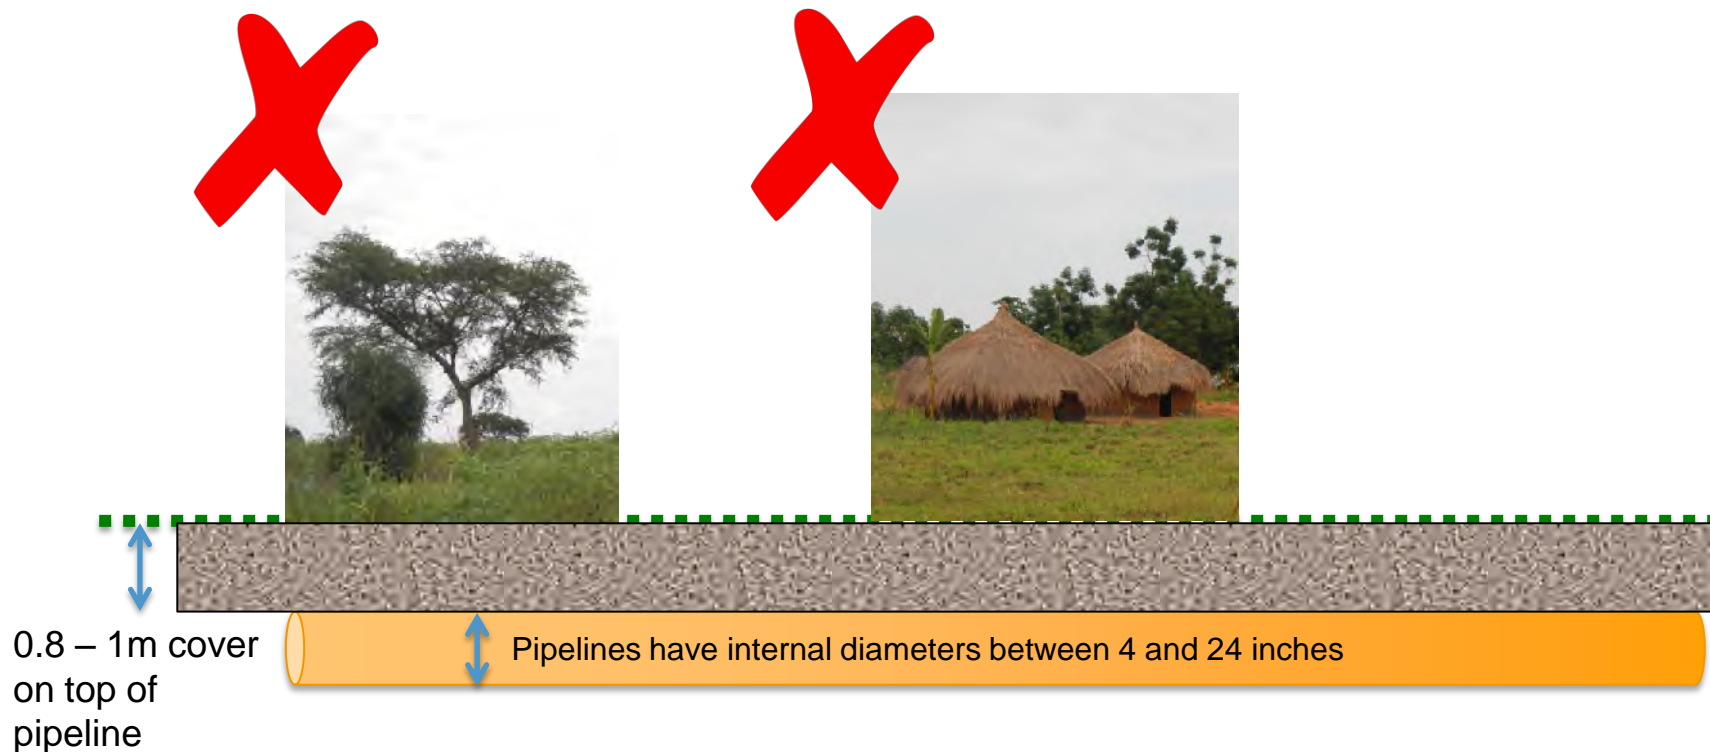 0.8 – 1m cover
on top of
pipeline
Pipelines have internal diameters between 4 and 24 inches